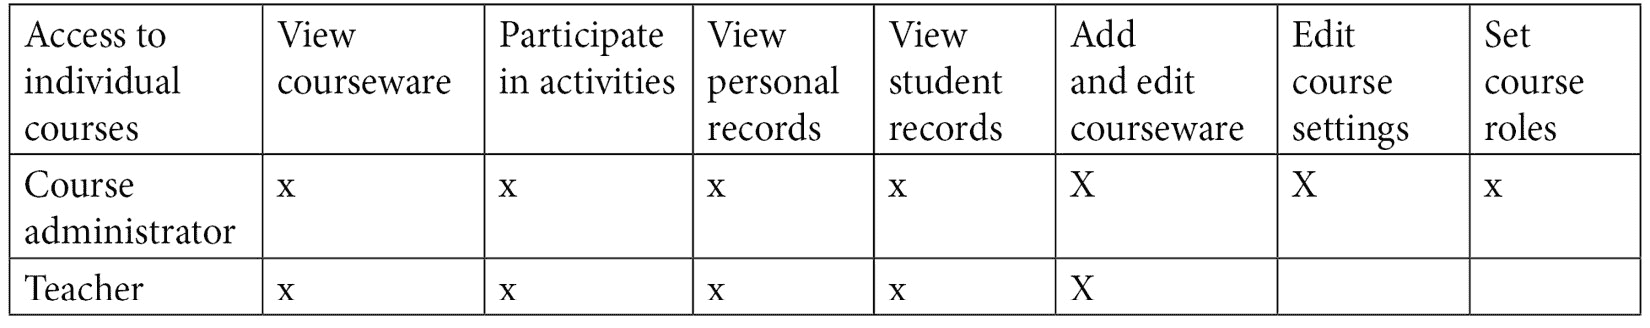 Access to individual courses | View courseware | Participate in activities | View personal records | View student records | Add and edit courseware | Edit course settings | Set course roles
Course administrator | x | x | x | x | X | X | x
Teacher | x | x | x | x | X | |